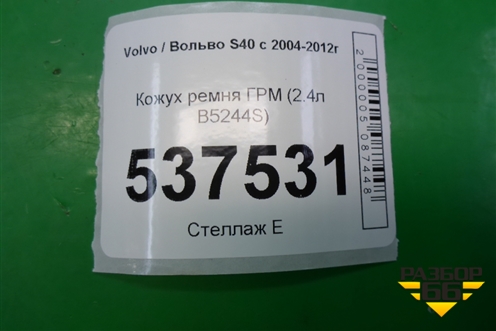 Volvo / Вольво S40 с 2004-2012г
Кожух ремня ГРМ (2.4л
B5244S)
537531
Стеллаж Е
2000005087448
РАЗБОР
66